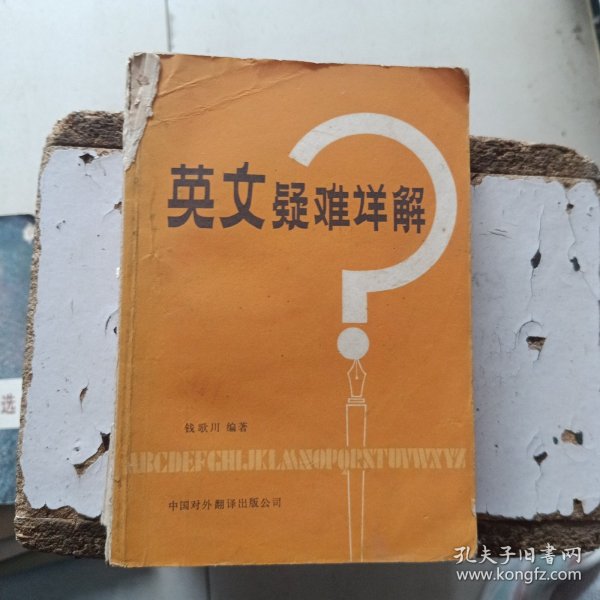 英文疑难详解
钱歌川 编著
ABCDEFGHIJKLMNOPQRSTUVWXYZ
中国对外翻译出版公司
选
孔夫子旧书网
www.kongfz.com